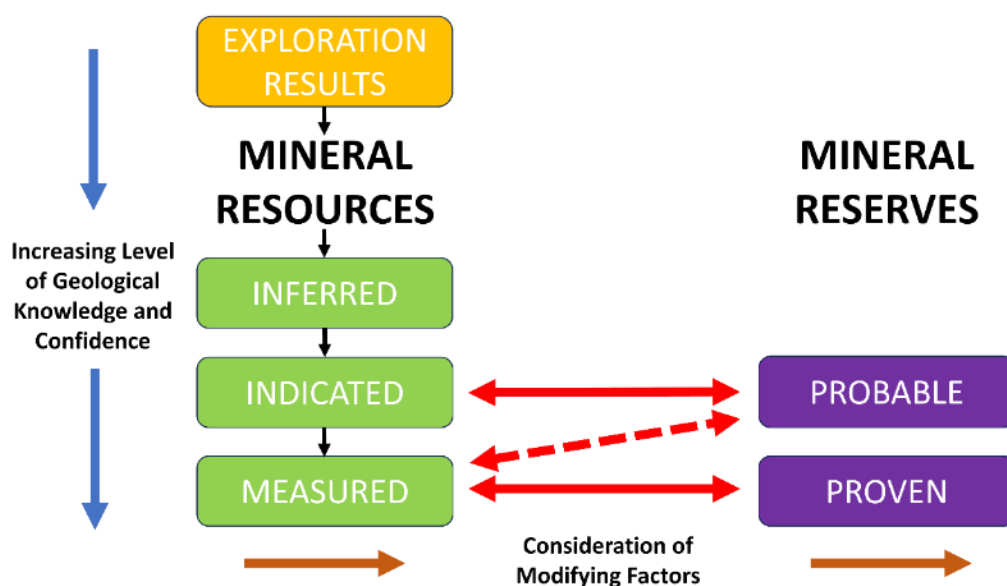 EXPLORATION
RESULTS
MINERAL
RESOURCES
MINERAL
RESERVES
Increasing Level
of Geological
Knowledge and
Confidence
INFERRED
INDICATED
PROBABLE
MEASURED
PROVEN
Consideration of
Modifying Factors